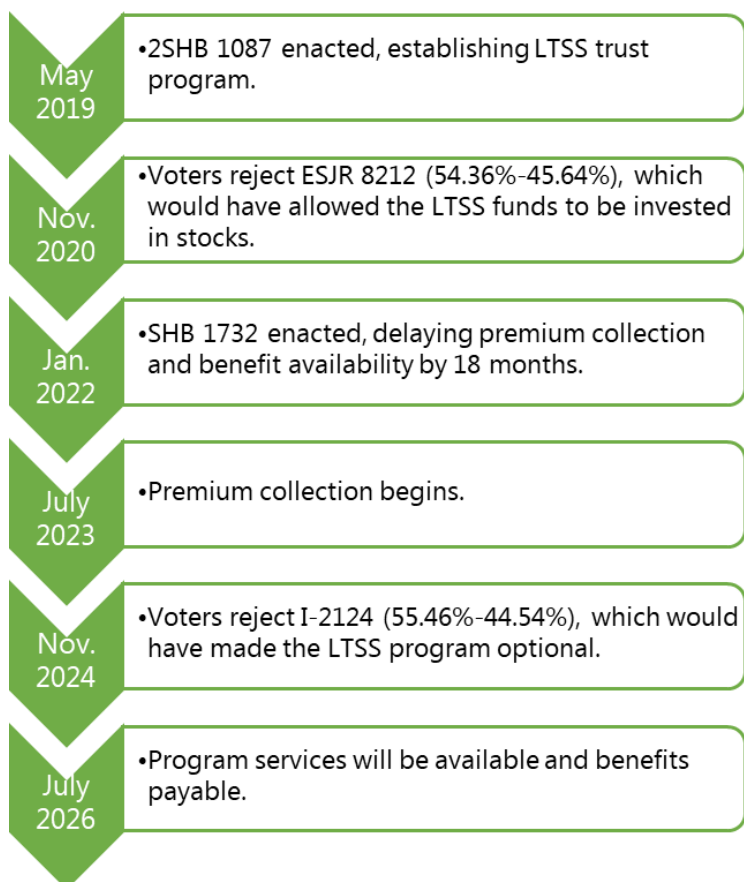 May
2019
•2SHB 1087 enacted, establishing LTSS trust
program.
Nov.
2020
•Voters reject ESJR 8212 (54.36%-45.64%), which
would have allowed the LTSS funds to be invested
in stocks.
Jan.
2022
•SHB 1732 enacted, delaying premium collection
and benefit availability by 18 months.
July
2023
•Premium collection begins.
Nov.
2024
•Voters reject I-2124 (55.46%-44.54%), which would
have made the LTSS program optional.
July
2026
•Program services will be available and benefits
payable.